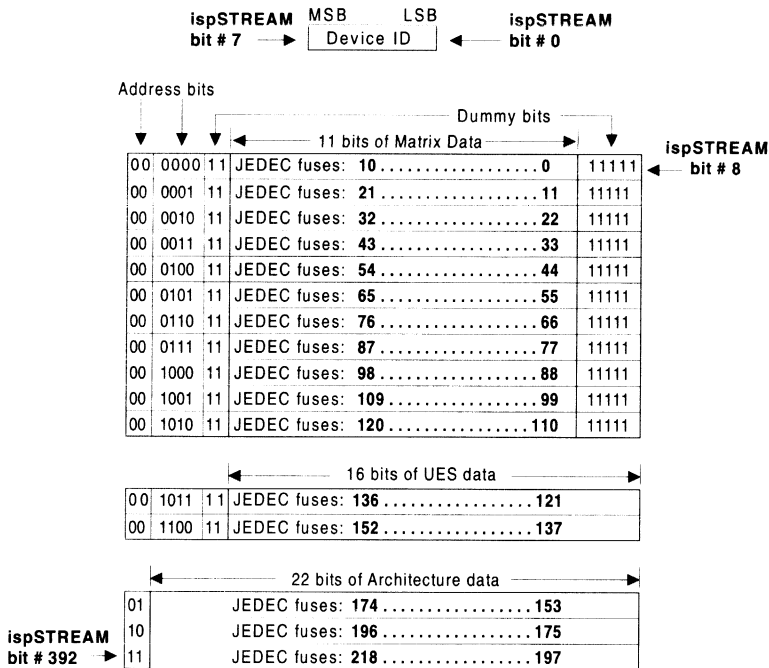 ispSTREAM MSB LSB ispSTREAM
bit # 7 Device ID bit # 0
Address bits
Dummy bits
11 bits of Matrix Data
ispSTREAM
bit # 8
00 0000 11 JEDEC fuses: 10..................0 11111
00 0001 11 JEDEC fuses: 21..................11 11111
00 0010 11 JEDEC fuses: 32..................22 11111
00 0011 11 JEDEC fuses: 43..................33 11111
00 0100 11 JEDEC fuses: 54..................44 11111
00 0101 11 JEDEC fuses: 65..................55 11111
00 0110 11 JEDEC fuses: 76..................66 11111
00 0111 11 JEDEC fuses: 87..................77 11111
00 1000 11 JEDEC fuses: 98..................88 11111
00 1001 11 JEDEC fuses: 109.................99 11111
00 1010 11 JEDEC fuses: 120.................110 11111
16 bits of UES data
00 1011 11 JEDEC fuses: 136.................121
00 1100 11 JEDEC fuses: 152.................137
22 bits of Architecture data
01 JEDEC fuses: 174.................153
10 JEDEC fuses: 196.................175
11 JEDEC fuses: 218.................197
ispSTREAM
bit # 392